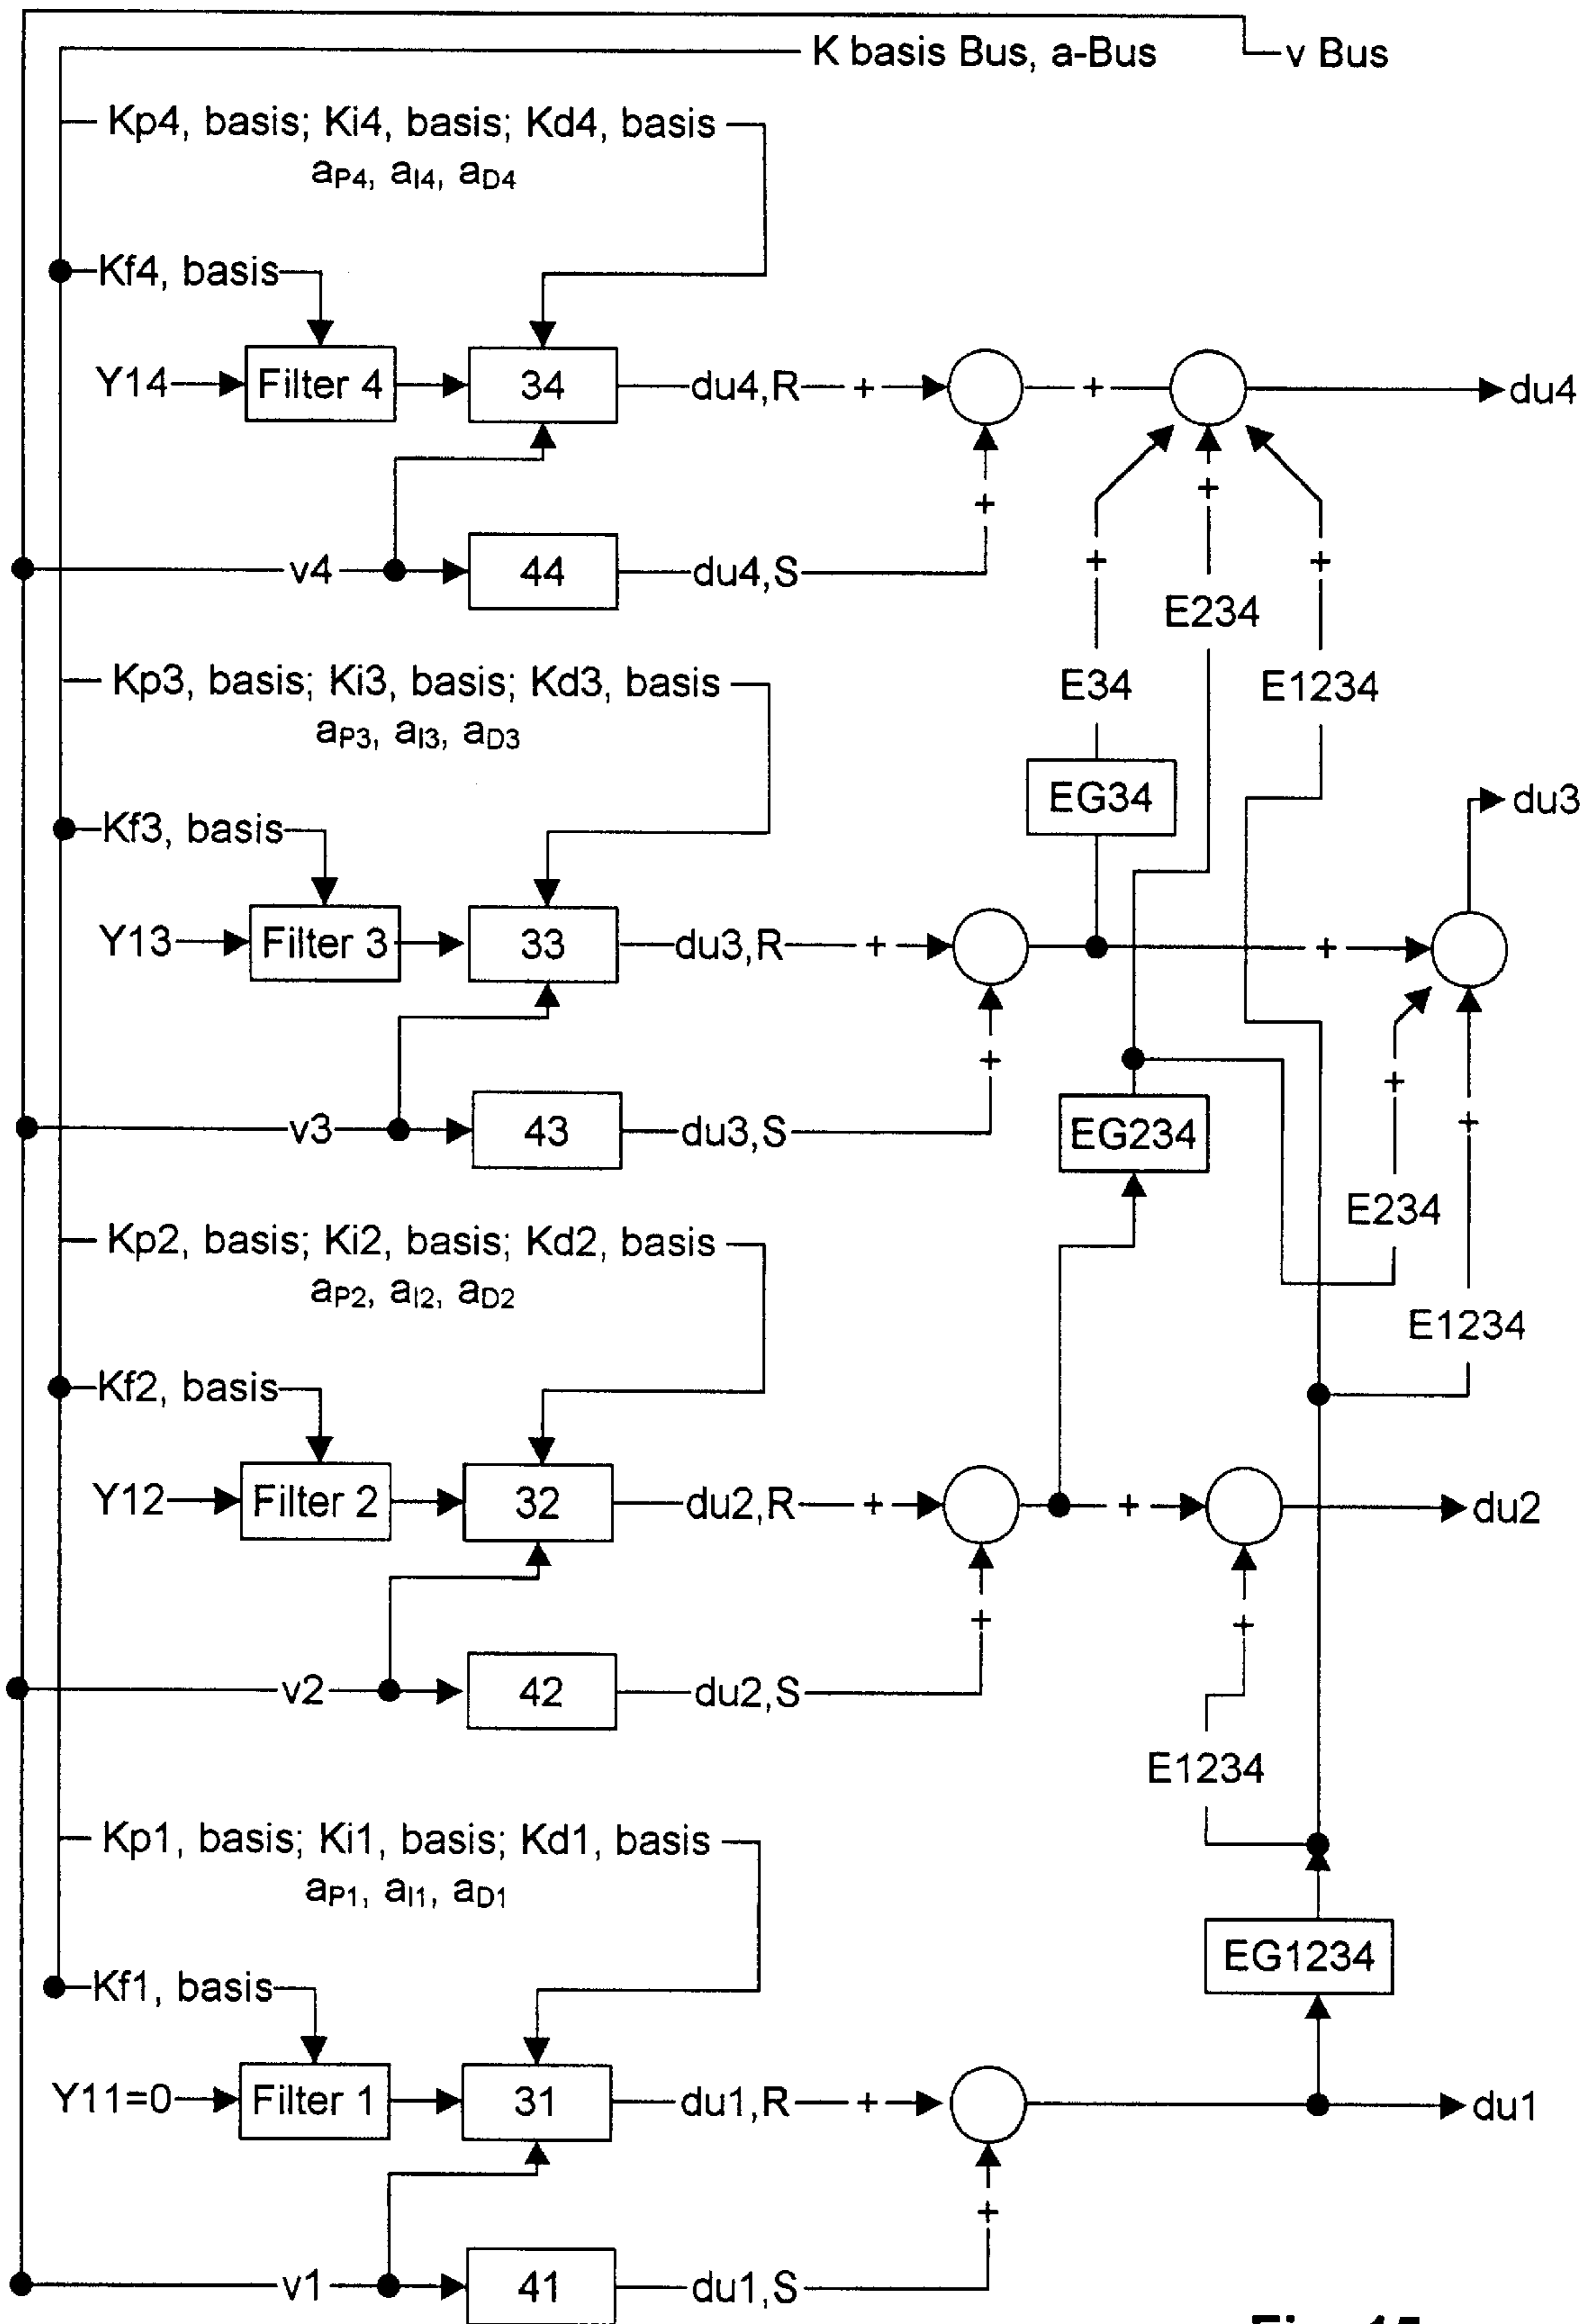 K basis Bus, a-Bus
v Bus
Kp4, basis; Ki4, basis; Kd4, basis
aP4, aI4, aD4
Kf4, basis
Y14
Filter 4
34
du4,R
+
+
du4
+
+
+
+
v4
44
du4,S
E234
E34
E1234
Kp3, basis; Ki3, basis; Kd3, basis
aP3, aI3, aD3
EG34
du3
Kf3, basis
Y13
Filter 3
33
du3,R
+
+
+
+
+
v3
43
du3,S
EG234
E234
Kp2, basis; Ki2, basis; Kd2, basis
aP2, aI2, aD2
E1234
Kf2, basis
Y12
Filter 2
32
du2,R
+
+
du2
+
+
v2
42
du2,S
E1234
Kp1, basis; Ki1, basis; Kd1, basis
aP1, aI1, aD1
EG1234
Kf1, basis
Y11=0
Filter 1
31
du1,R
+
du1
+
v1
41
du1,S